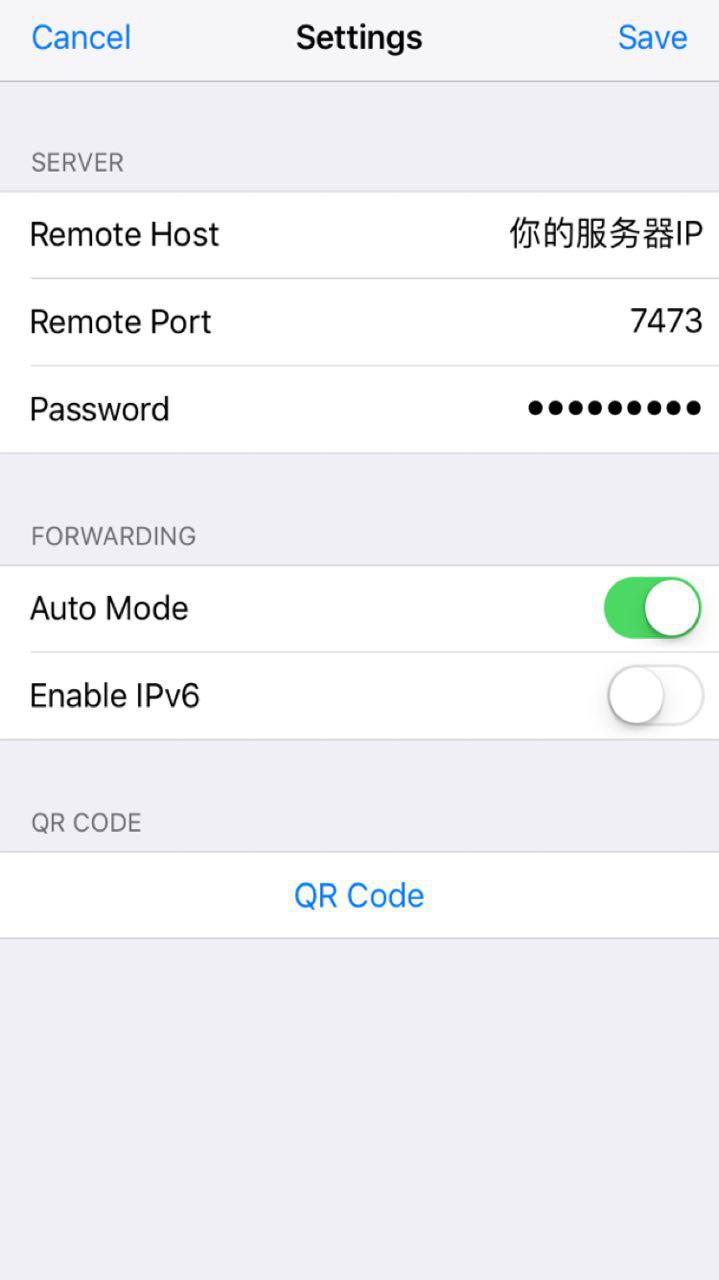 Cancel Settings Save
SERVER
Remote Host 你的服务器IP
Remote Port 7473
Password •••••••••
FORWARDING
Auto Mode
Enable IPv6
QR CODE
QR Code